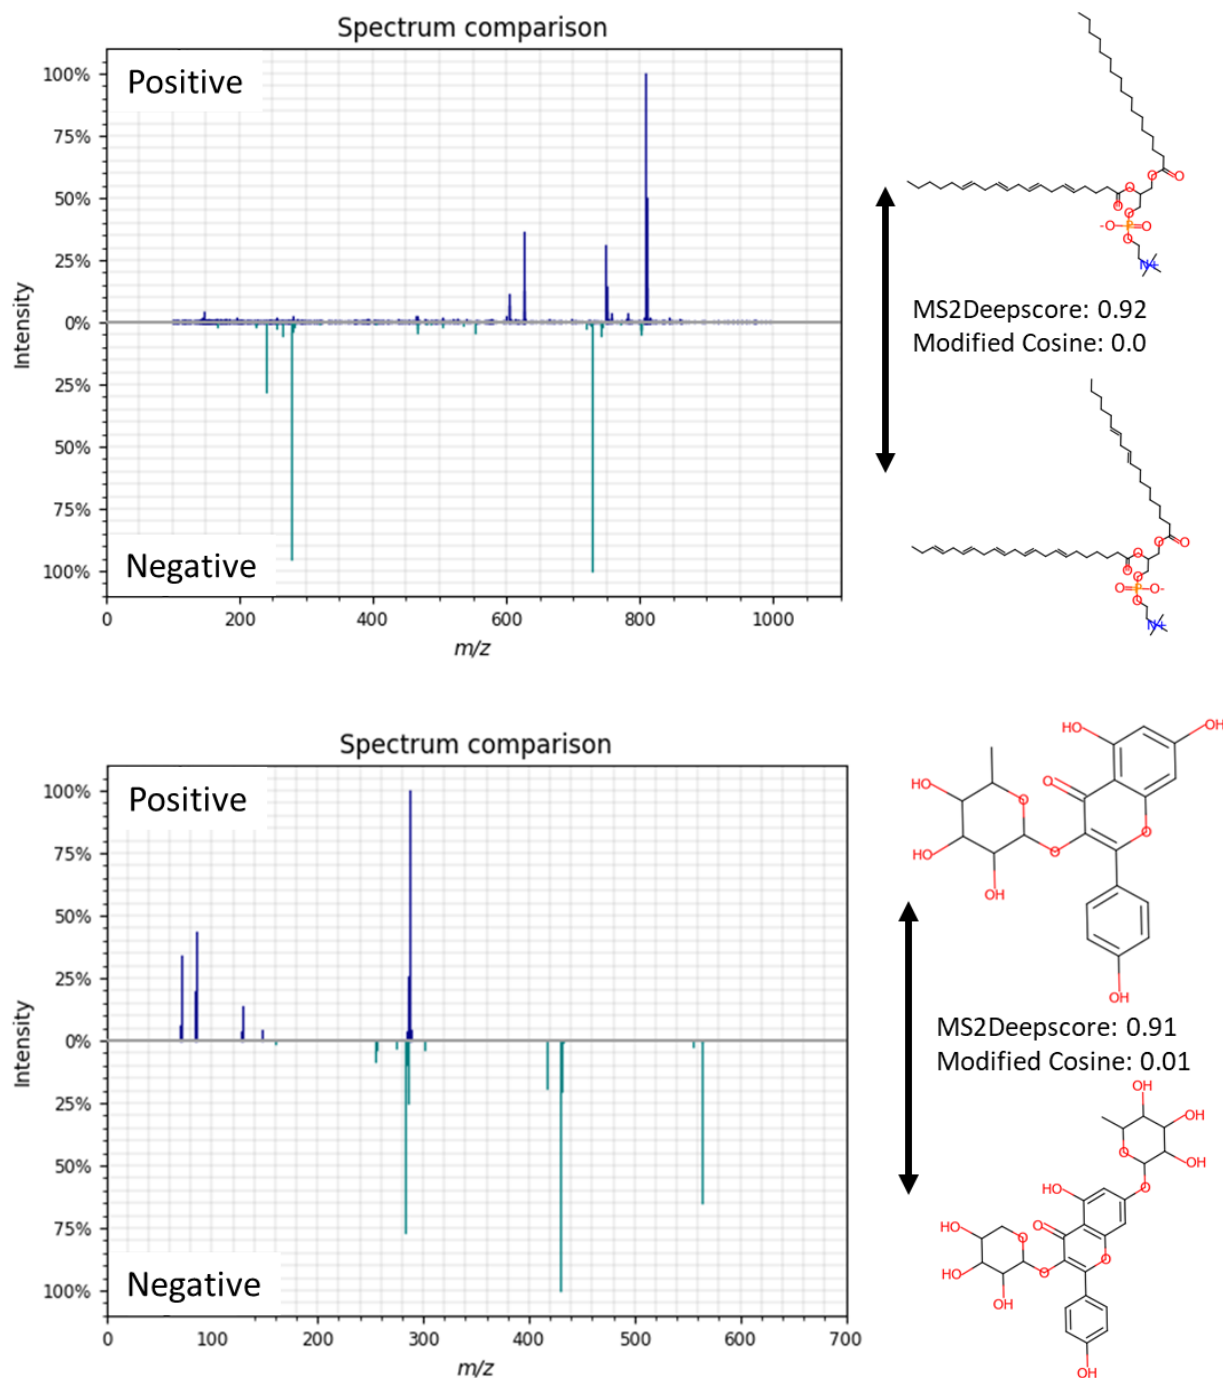 Spectrum comparison
Positive
100%
75%
50%
25%
0%
25%
50%
75%
100%
Negative
Intensity
0 200 400 600 800 1000
m/z
O
O
O
O
O
-O P O
O
N+
MS2Deepscore: 0.92
Modified Cosine: 0.0
O
O
O
O
O
O P O-
O
N+
Spectrum comparison
Positive
100%
75%
50%
25%
0%
25%
50%
75%
100%
Negative
Intensity
0 100 200 300 400 500 600 700
m/z
HO OH
HO O O
HO O O
OH
OH
MS2Deepscore: 0.91
Modified Cosine: 0.01
OH
OH
O OH
HO O
HO O O
HO O O
OH
OH